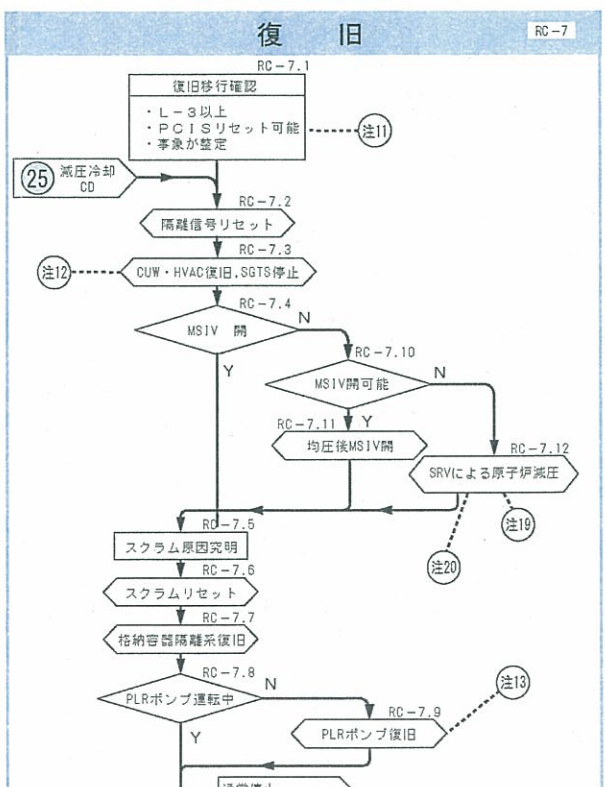 復　旧
RC-7
RC-7.1
復旧移行確認
・L-3以上
・PCISリセット可能
・事象が整定
注11
25
減圧冷却
CD
RC-7.2
隔離信号リセット
RC-7.3
注12
CUW・HVAC復旧,SGTS停止
RC-7.4
MSIV 開
N
Y
RC-7.10
MSIV開可能
N
RC-7.11
Y
均圧後MSIV開
RC-7.12
SRVによる原子炉減圧
注19
注20
RC-7.5
スクラム原因究明
RC-7.6
スクラムリセット
RC-7.7
格納容器隔離系復旧
RC-7.8
PLRポンプ運転中
N
注13
RC-7.9
Y
PLRポンプ復旧